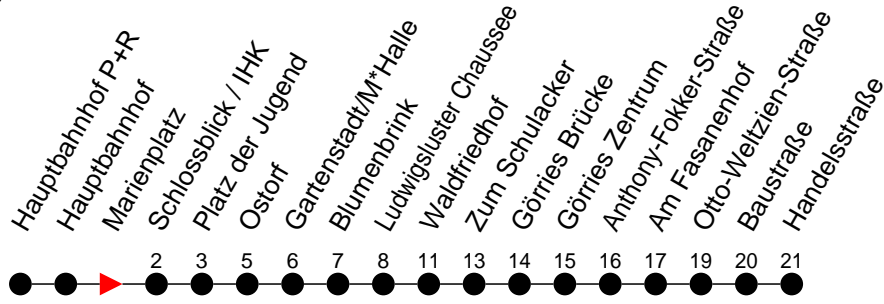 Hauptbahnhof P+R
Hauptbahnhof
Marienplatz
Schlossblick / IHK
Platz der Jugend
Ostorf
Gartenstadt/M*Halle
Blumenbrink
Ludwigsluster Chaussee
Waldfriedhof
Zum Schulacker
Görries Brücke
Görries Zentrum
Anthony-Fokker-Straße
Am Fasanenhof
Otto-Weltzien-Straße
Baustraße
Handelsstraße
2 3 5 6 7 8 11 13 14 15 16 17 19 20 21